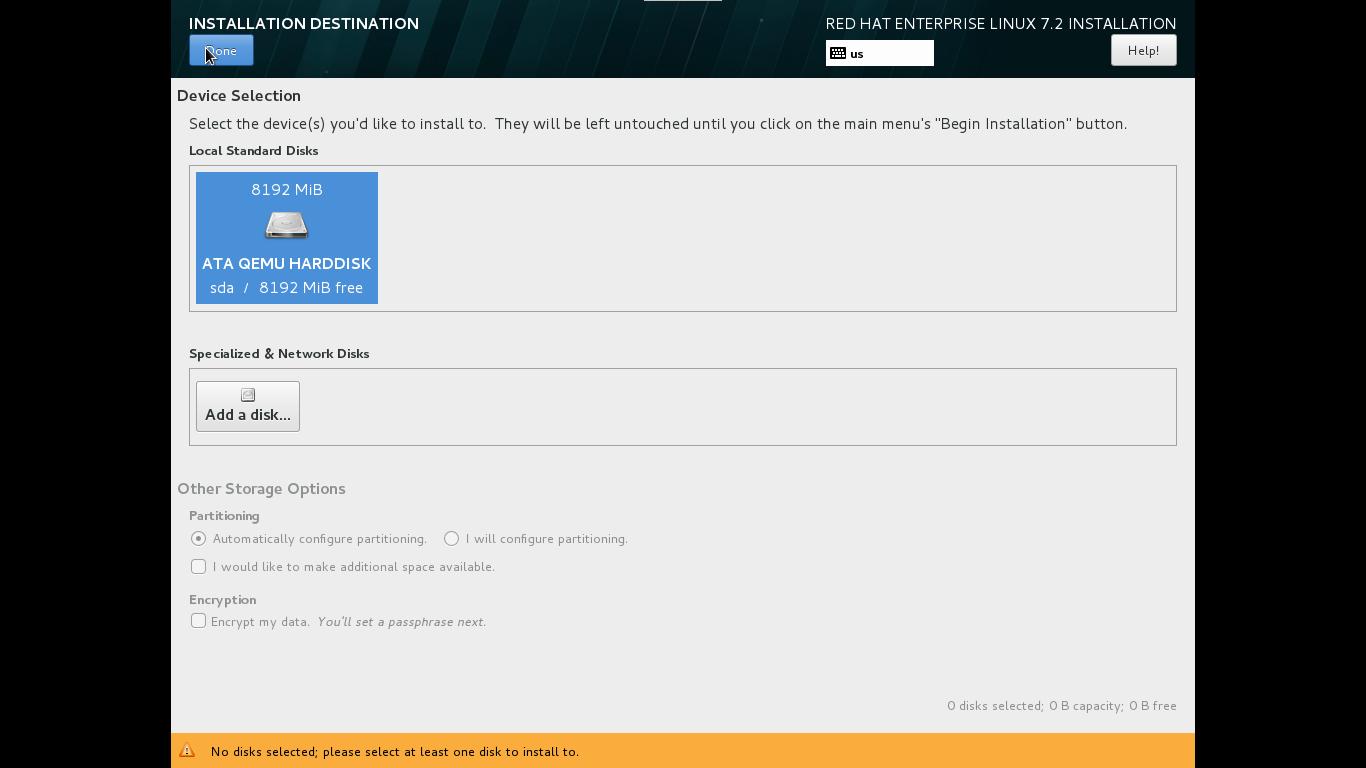 INSTALLATION DESTINATION
RED HAT ENTERPRISE LINUX 7.2 INSTALLATION
Done
us
Help!
Device Selection
Select the device(s) you'd like to install to. They will be left untouched until you click on the main menu's "Begin Installation" button.
Local Standard Disks
8192 MiB
ATA QEMU HARDDISK
sda / 8192 MiB free
Specialized & Network Disks
Add a disk...
Other Storage Options
Partitioning
Automatically configure partitioning. I will configure partitioning.
I would like to make additional space available.
Encryption
Encrypt my data. You'll set a passphrase next.
0 disks selected; 0 B capacity; 0 B free
No disks selected; please select at least one disk to install to.